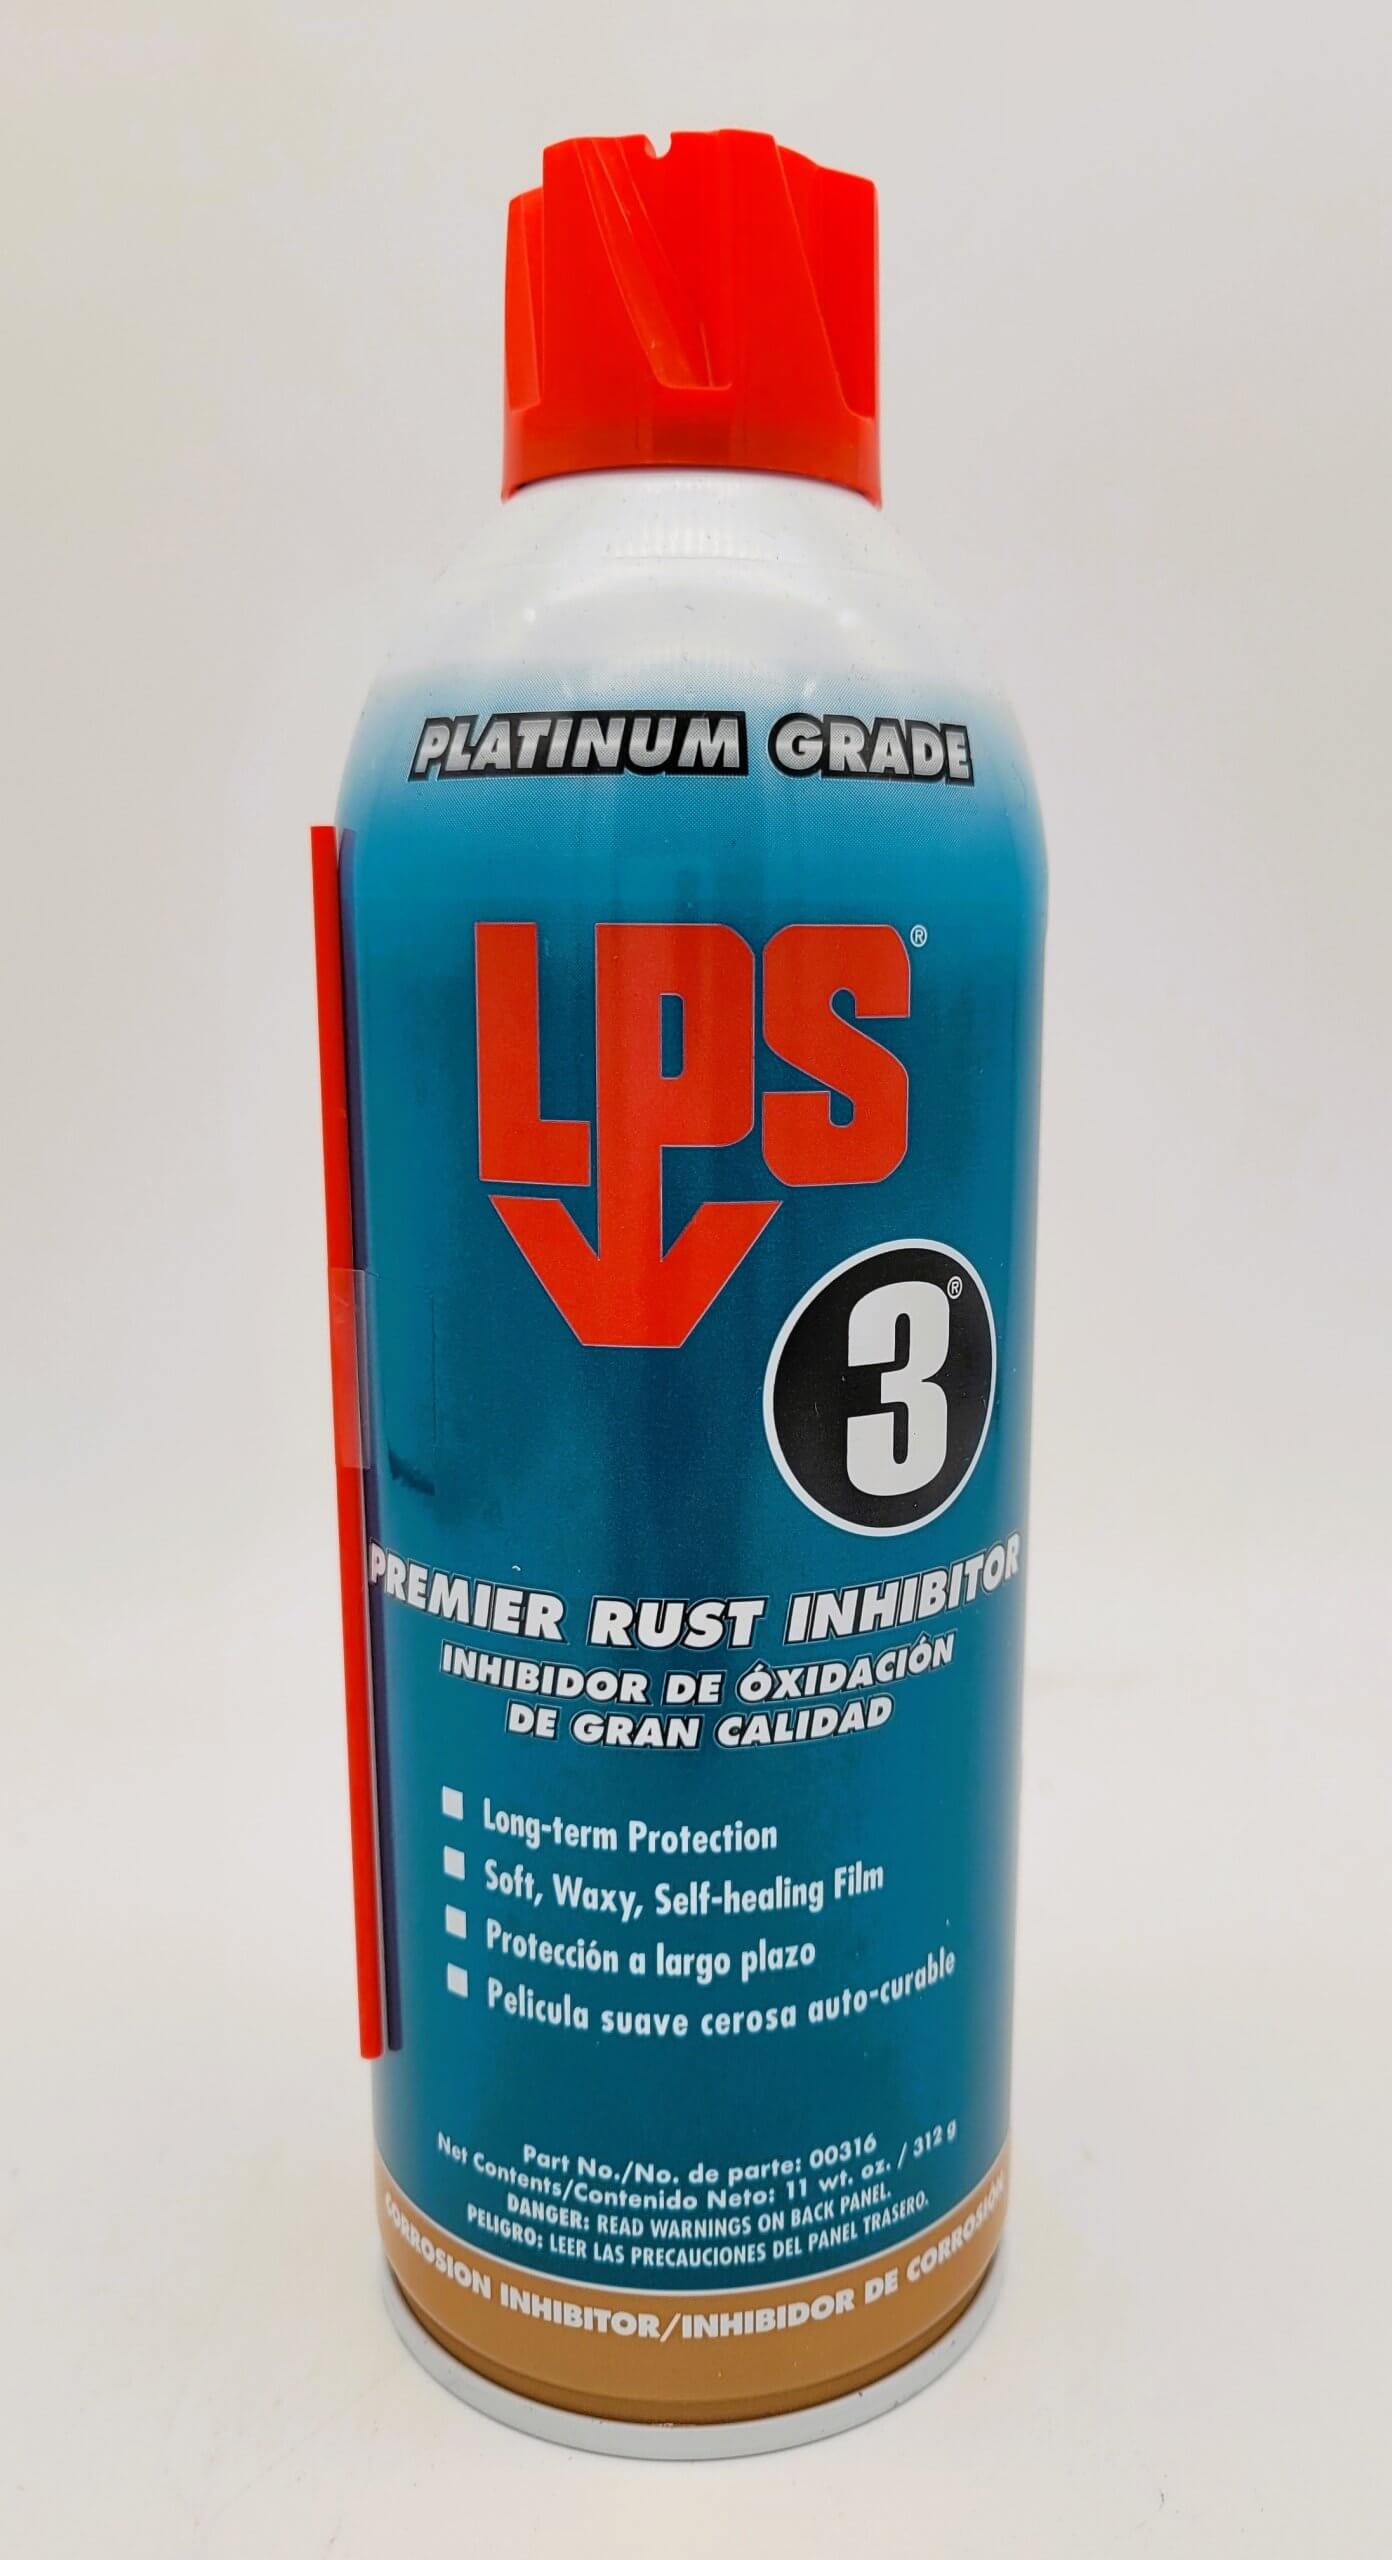 PLATINUM GRADE
LPS®
3®
PREMIER RUST INHIBITOR
INHIBIDOR DE ÓXIDACIÓN
DE GRAN CALIDAD
Long-term Protection
Soft, Waxy, Self-healing Film
Protección a largo plazo
Pelicula suave cerosa auto-curable
Part No./No. de parte: 00316
Net Contents/Contenido Neto: 11 wt. oz. / 312 g
DANGER: READ WARNINGS ON BACK PANEL.
PELIGRO: LEER LAS PRECAUCIONES DEL PANEL TRASERO.
CORROSION INHIBITOR/INHIBIDOR DE CORROSIÓN